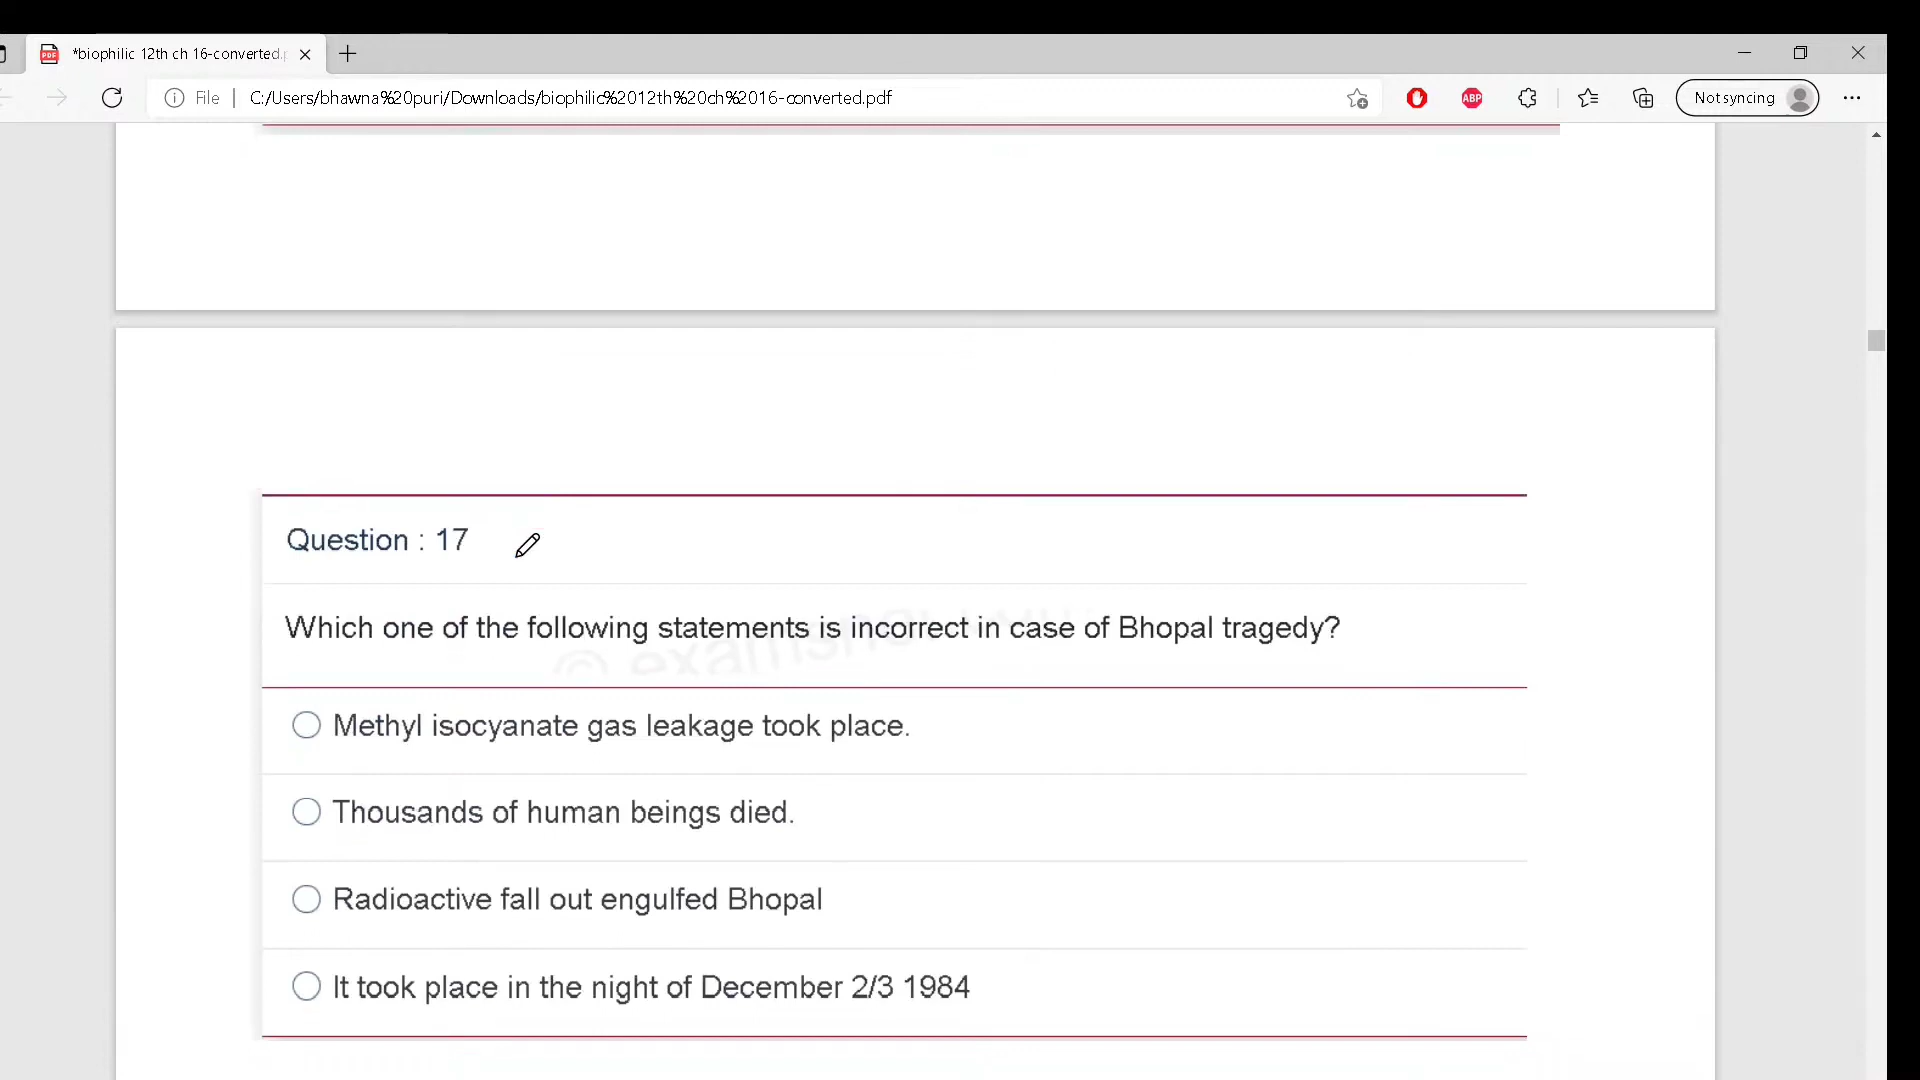 *biophilic 12th ch 16-converted.p
File
C:/Users/bhawna%20puri/Downloads/biophilic%2012th%20ch%2016-converted.pdf
ABP
Not syncing
Question : 17
Which one of the following statements is incorrect in case of Bhopal tragedy?
Methyl isocyanate gas leakage took place.
Thousands of human beings died.
Radioactive fall out engulfed Bhopal
It took place in the night of December 2/3 1984